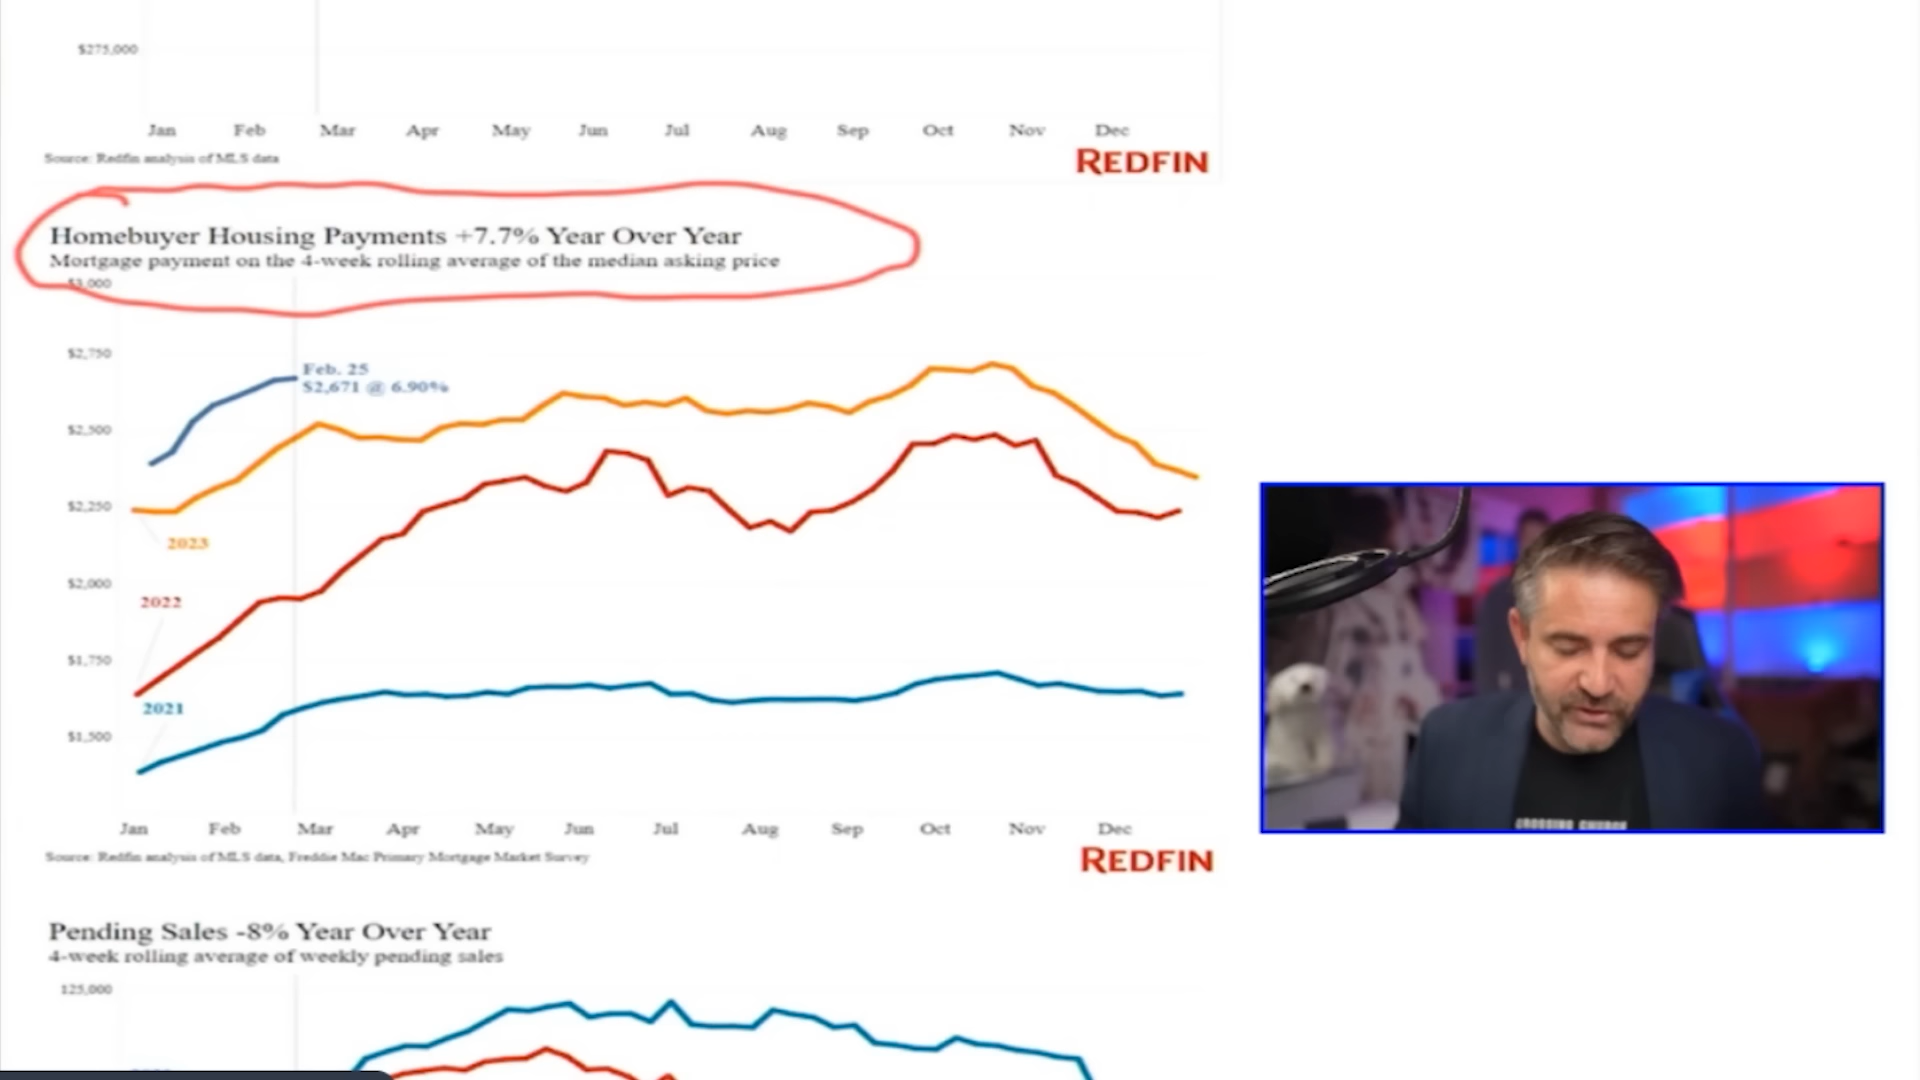 $275,000
Jan Feb Mar Apr May Jun Jul Aug Sep Oct Nov Dec
Source: Redfin analysis of MLS data
REDFIN
Homebuyer Housing Payments +7.7% Year Over Year
Mortgage payment on the 4-week rolling average of the median asking price
$3,000
$2,750
Feb. 25
$2,671 @ 6.90%
$2,500
$2,250
2023
$2,000
2022
$1,750
2021
$1,500
Jan Feb Mar Apr May Jun Jul Aug Sep Oct Nov Dec
Source: Redfin analysis of MLS data, Freddie Mac Primary Mortgage Market Survey
REDFIN
Pending Sales -8% Year Over Year
4-week rolling average of weekly pending sales
125,000